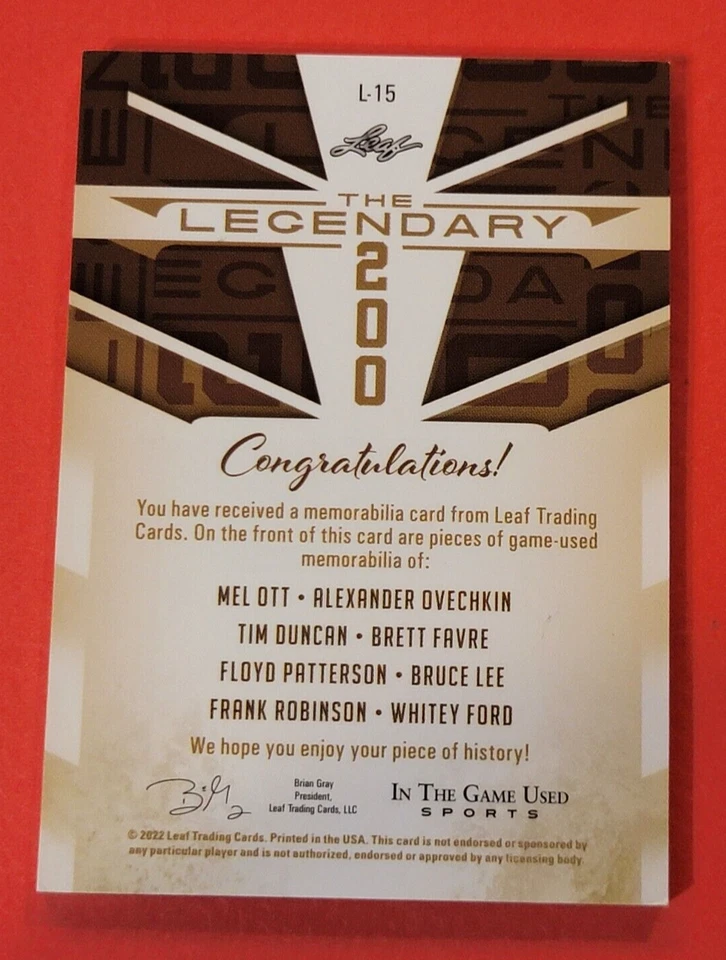 L-15
Leaf
THE
LEGENDARY
200
Congratulations!
You have received a memorabilia card from Leaf Trading
Cards. On the front of this card are pieces of game-used
memorabilia of:
MEL OTT • ALEXANDER OVECHKIN
TIM DUNCAN • BRETT FAVRE
FLOYD PATTERSON • BRUCE LEE
FRANK ROBINSON • WHITEY FORD
We hope you enjoy your piece of history!
Brian Gray
President,
Leaf Trading Cards, LLC
IN THE GAME USED
SPORTS
© 2022 Leaf Trading Cards. Printed in the USA. This card is not endorsed or sponsored by
any particular player and is not authorized, endorsed or approved by any licensing body.